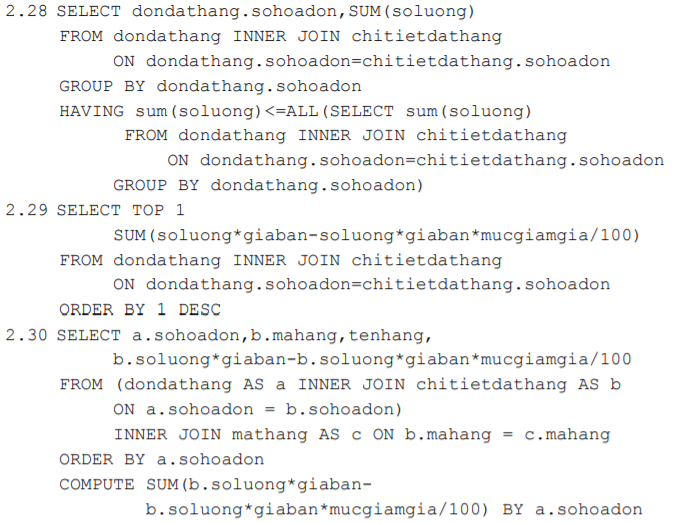 2.28 SELECT dondathang.sohoadon,SUM(soluong)
FROM dondathang INNER JOIN chitietdathang
ON dondathang.sohoadon=chitietdathang.sohoadon
GROUP BY dondathang.sohoadon
HAVING sum(soluong)<=ALL(SELECT sum(soluong)
FROM dondathang INNER JOIN chitietdathang
ON dondathang.sohoadon=chitietdathang.sohoadon
GROUP BY dondathang.sohoadon)
2.29 SELECT TOP 1
SUM(soluong*giaban-soluong*giaban*mucgiamgia/100)
FROM dondathang INNER JOIN chitietdathang
ON dondathang.sohoadon=chitietdathang.sohoadon
ORDER BY 1 DESC
2.30 SELECT a.sohoadon,b.mahang,tenhang,
b.soluong*giaban-b.soluong*giaban*mucgiamgia/100
FROM (dondathang AS a INNER JOIN chitietdathang AS b
ON a.sohoadon = b.sohoadon)
INNER JOIN mathang AS c ON b.mahang = c.mahang
ORDER BY a.sohoadon
COMPUTE SUM(b.soluong*giaban-
b.soluong*giaban*mucgiamgia/100) BY a.sohoadon